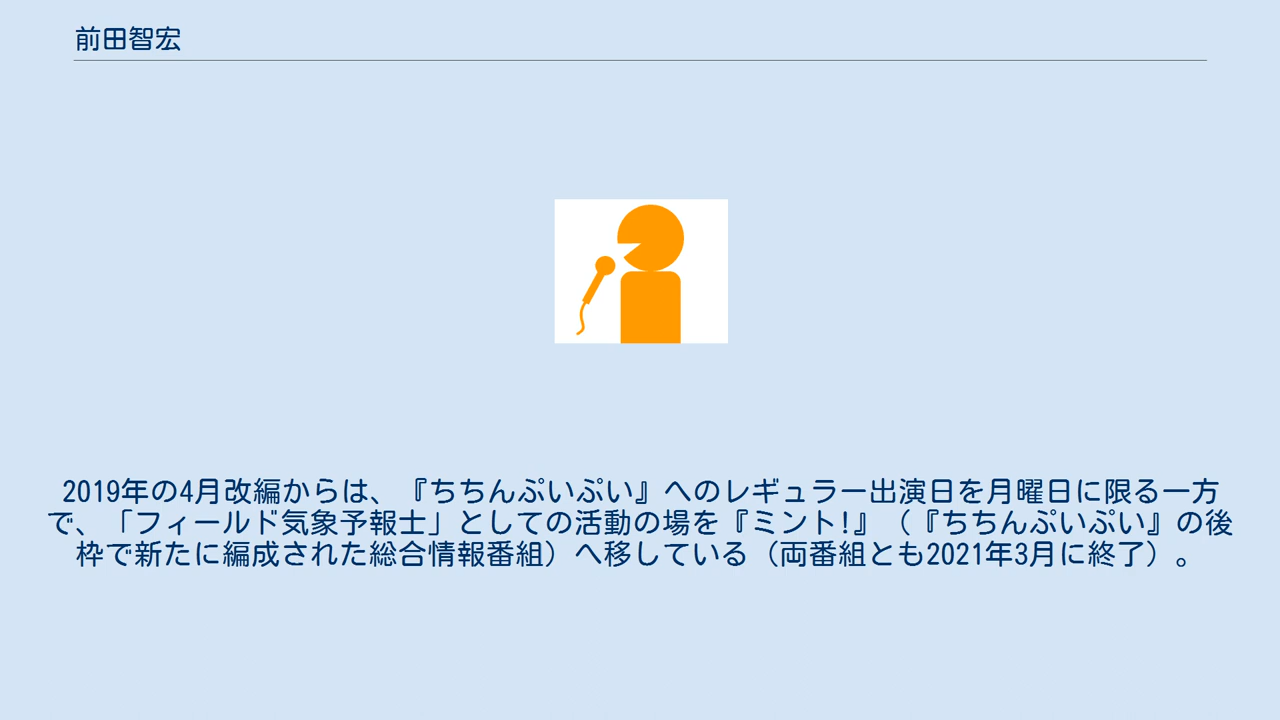 前田智宏
2019年の4月改編からは、『ちちんぷいぷい』へのレギュラー出演日を月曜日に限る一方
で、「フィールド気象予報士」としての活動の場を『ミント!』（『ちちんぷいぷい』の後
枠で新たに編成された総合情報番組）へ移している（両番組とも2021年3月に終了）。